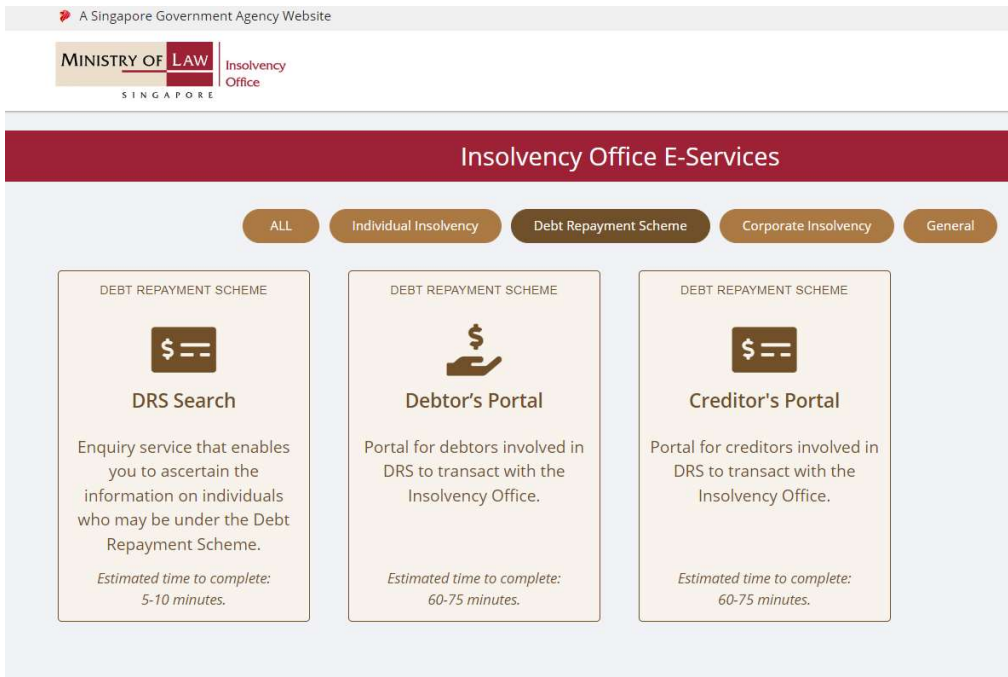 A Singapore Government Agency Website
MINISTRY OF LAW
SINGAPORE
Insolvency
Office
Insolvency Office E-Services
ALL
Individual Insolvency
Debt Repayment Scheme
Corporate Insolvency
General
DEBT REPAYMENT SCHEME
$
DRS Search
Enquiry service that enables
you to ascertain the
information on individuals
who may be under the Debt
Repayment Scheme.
Estimated time to complete:
5-10 minutes.
DEBT REPAYMENT SCHEME
$
Debtor’s Portal
Portal for debtors involved in
DRS to transact with the
Insolvency Office.
Estimated time to complete:
60-75 minutes.
DEBT REPAYMENT SCHEME
$
Creditor's Portal
Portal for creditors involved in
DRS to transact with the
Insolvency Office.
Estimated time to complete:
60-75 minutes.